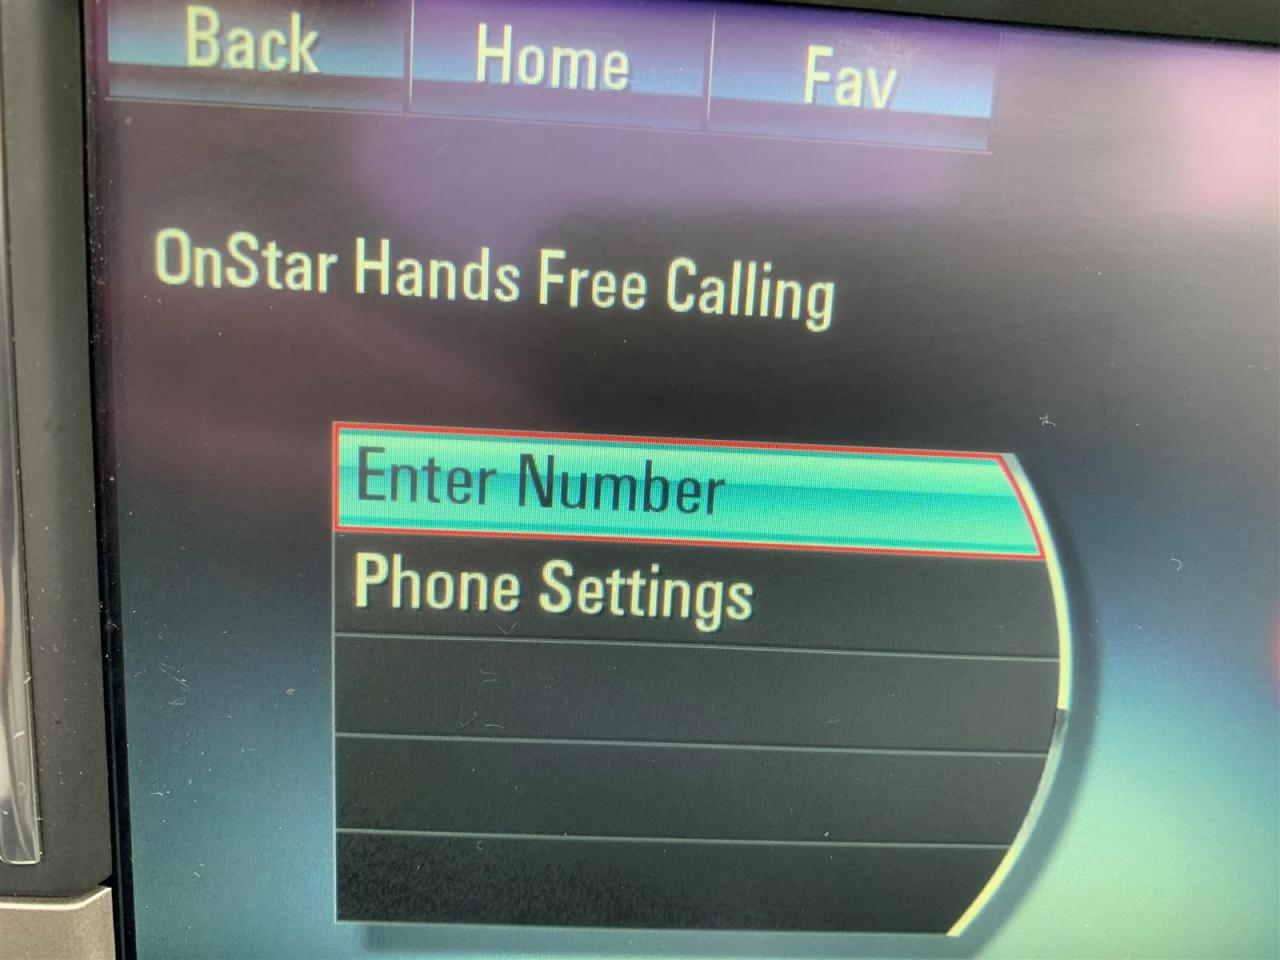 Back Home Fav
OnStar Hands Free Calling
Enter Number
Phone Settings